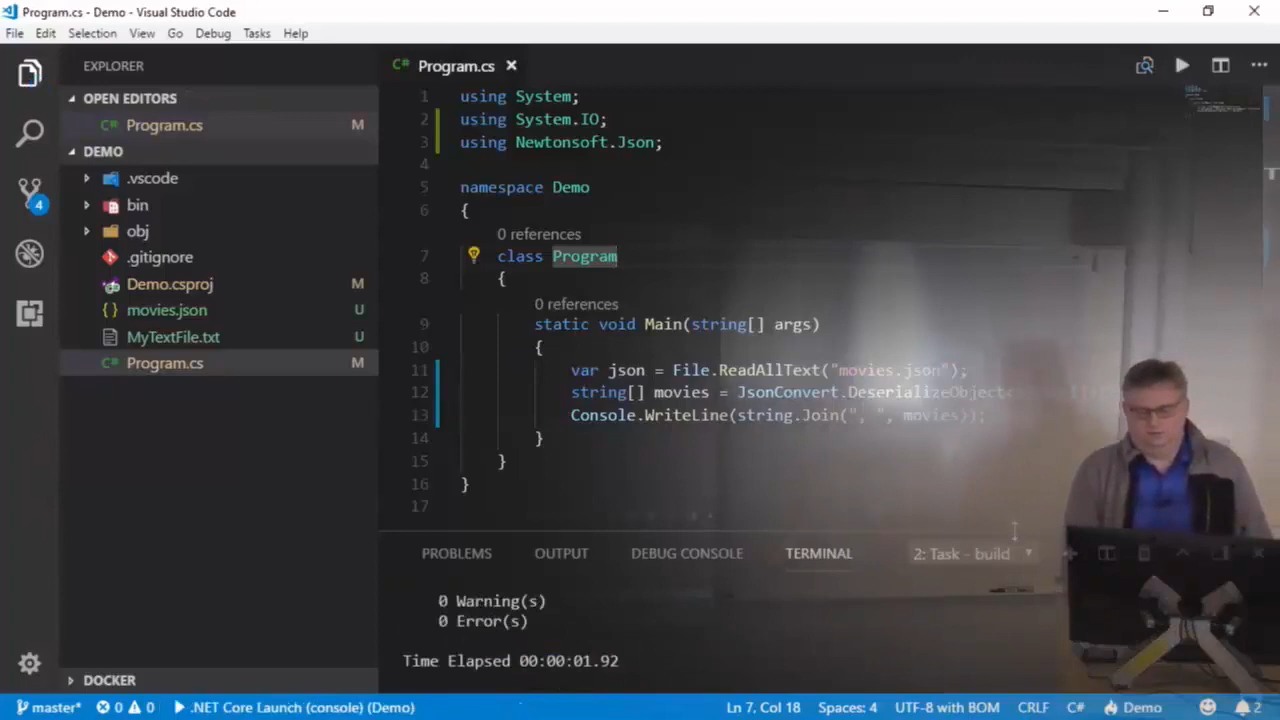 Program.cs - Demo - Visual Studio Code
File Edit Selection View Go Debug Tasks Help
EXPLORER
OPEN EDITORS
C# Program.cs M
DEMO
.vscode
bin
obj
.gitignore
Demo.csproj M
{ } movies.json U
MyTextFile.txt U
C# Program.cs M
DOCKER
4
C# Program.cs
1 using System;
2 using System.IO;
3 using Newtonsoft.Json;
4
5 namespace Demo
6 {
0 references
7 class Program
8 {
0 references
9 static void Main(string[] args)
10 {
11 var json = File.ReadAllText("movies.json");
12 string[] movies = JsonConvert.DeserializeObject
13 Console.WriteLine(string.Join(", ", movies));
14 }
15 }
16 }
17
PROBLEMS OUTPUT DEBUG CONSOLE TERMINAL 2: Task - build
0 Warning(s)
0 Error(s)
Time Elapsed 00:00:01.92
master* 0 0 .NET Core Launch (console) (Demo) Ln 7, Col 18 Spaces: 4 UTF-8 with BOM CRLF C# Demo 2